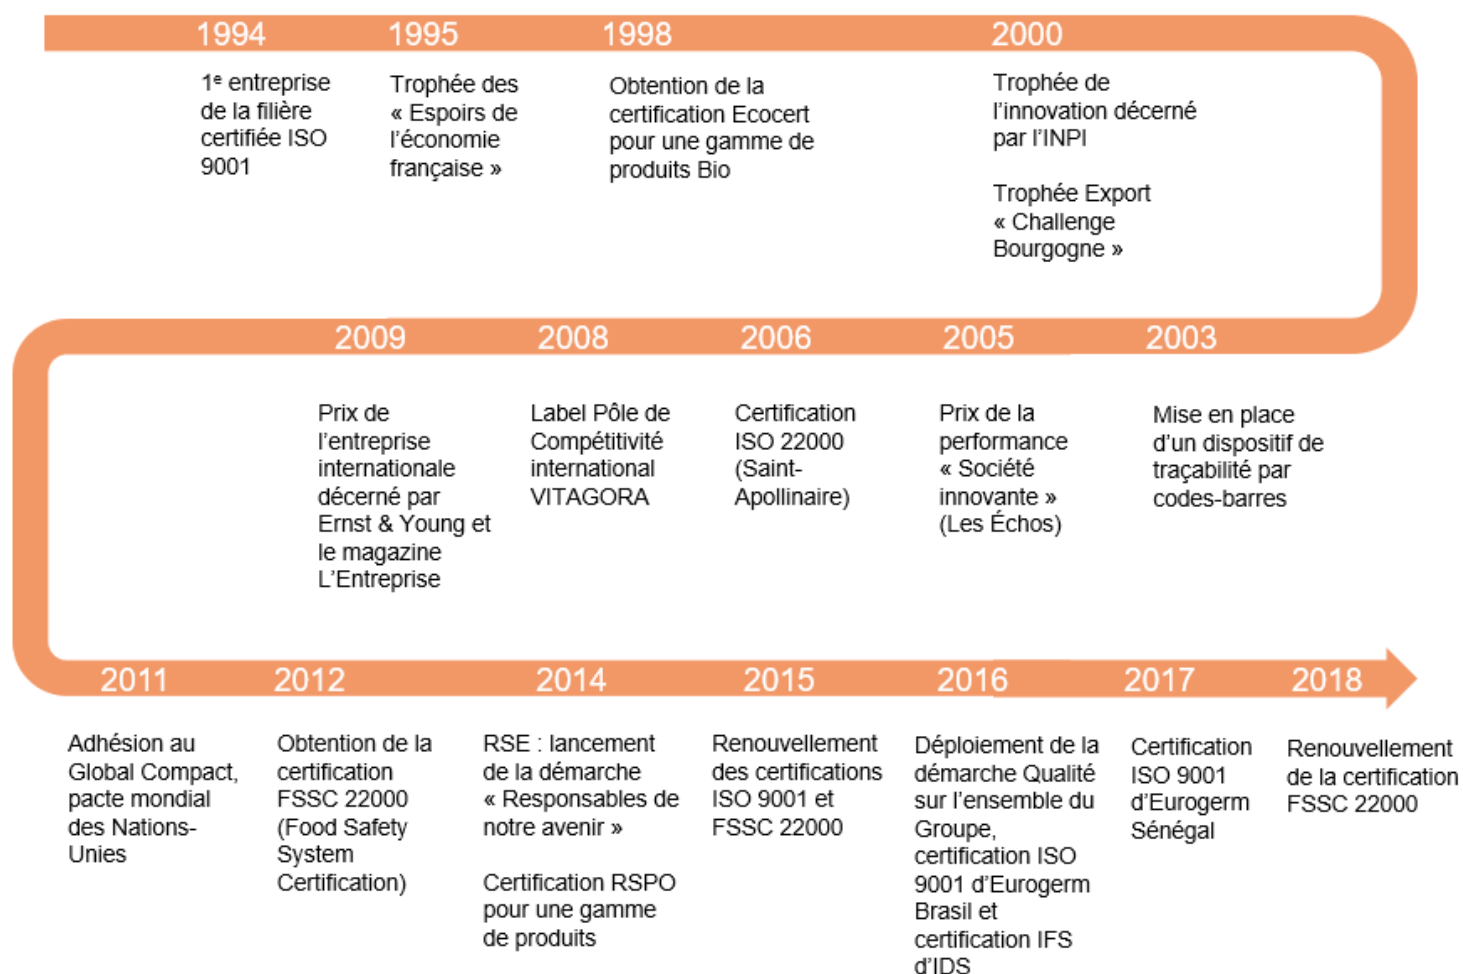 1994
1995
1998
2000
1e entreprise
de la filière
certifiée ISO
9001
Trophée des
« Espoirs de
l’économie
française »
Obtention de la
certification Ecocert
pour une gamme de
produits Bio
Trophée de
l’innovation décerné
par l’INPI
Trophée Export
« Challenge
Bourgogne »
2009
2008
2006
2005
2003
Prix de
l’entreprise
internationale
décerné par
Ernst & Young et
le magazine
L’Entreprise
Label Pôle de
Compétitivité
international
VITAGORA
Certification
ISO 22000
(Saint-
Apollinaire)
Prix de la
performance
« Société
innovante »
(Les Échos)
Mise en place
d’un dispositif de
traçabilité par
codes-barres
2011
2012
2014
2015
2016
2017
2018
Adhésion au
Global Compact,
pacte mondial
des Nations-
Unies
Obtention de la
certification
FSSC 22000
(Food Safety
System
Certification)
RSE : lancement
de la démarche
« Responsables de
notre avenir »
Certification RSPO
pour une gamme
de produits
Renouvellement
des certifications
ISO 9001 et
FSSC 22000
Déploiement de la
démarche Qualité
sur l’ensemble du
Groupe,
certification ISO
9001 d’Eurogerm
Brasil et
certification IFS
d’IDS
Certification
ISO 9001
d’Eurogerm
Sénégal
Renouvellement
de la certification
FSSC 22000